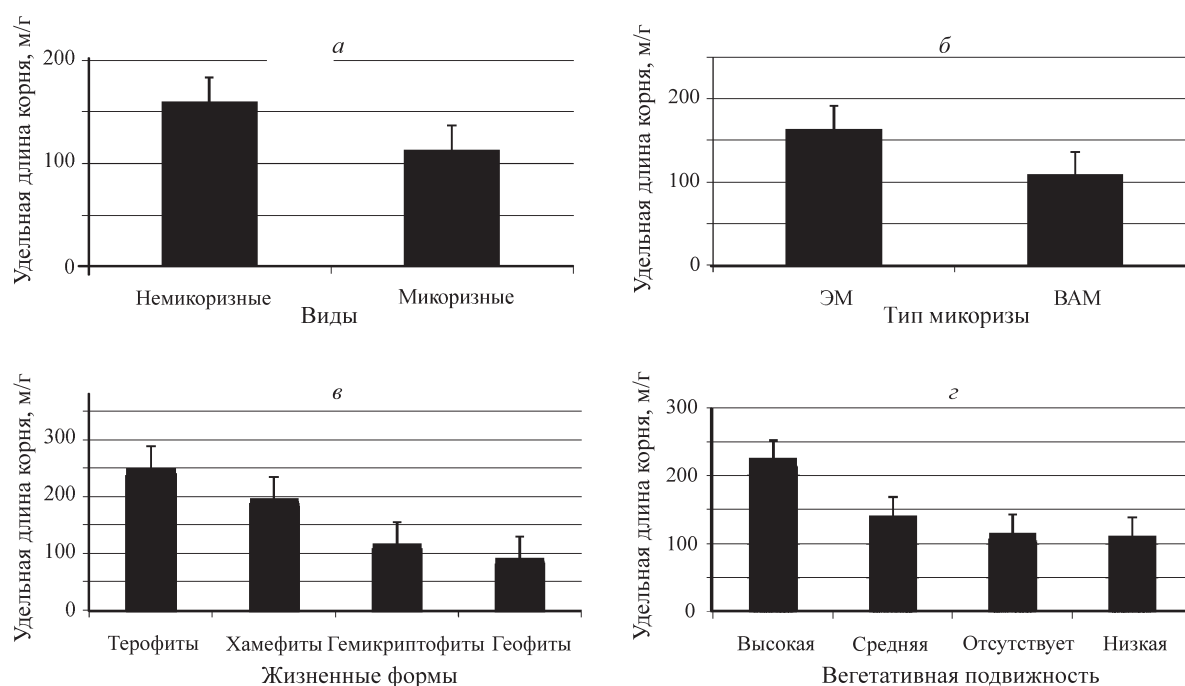 а
Удельная длина корня, м/г
200
100
0
Немикоризные Микоризные
Виды
б
Удельная длина корня, м/г
200
100
0
ЭМ ВАМ
Тип микоризы
в
Удельная длина корня, м/г
300
200
100
0
Терофиты Хамефиты Гемикриптофиты Геофиты
Жизненные формы
г
Удельная длина корня, м/г
300
200
100
0
Высокая Средняя Отсутствует Низкая
Вегетативная подвижность